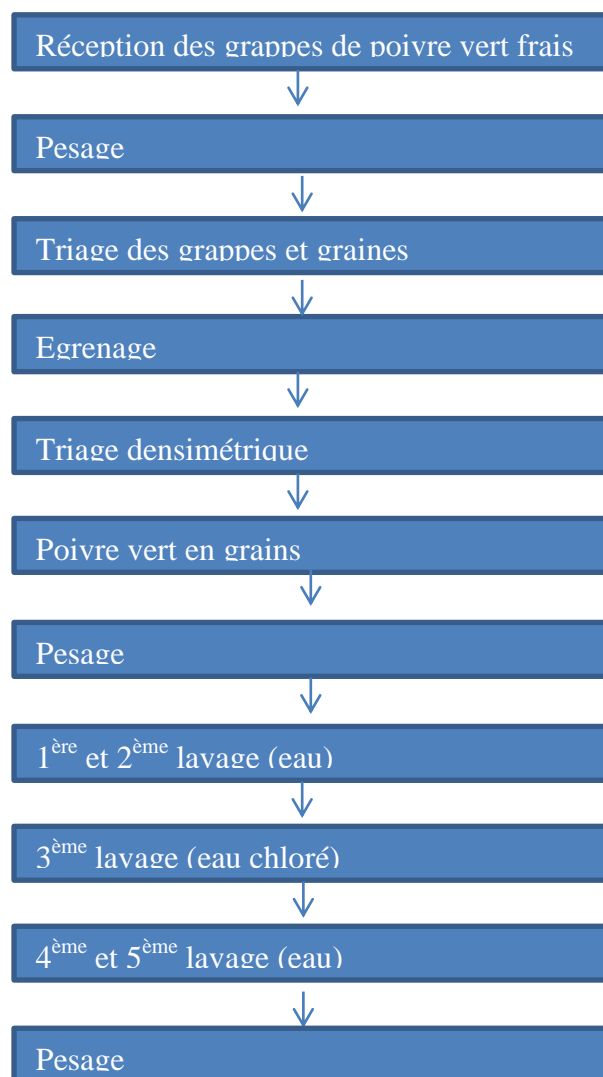 Réception des grappes de poivre vert frais
Pesage
Triage des grappes et graines
Egrenage
Triage densimétrique
Poivre vert en grains
Pesage
1ère et 2ème lavage (eau)
3ème lavage (eau chloré)
4ème et 5ème lavage (eau)
Pesage